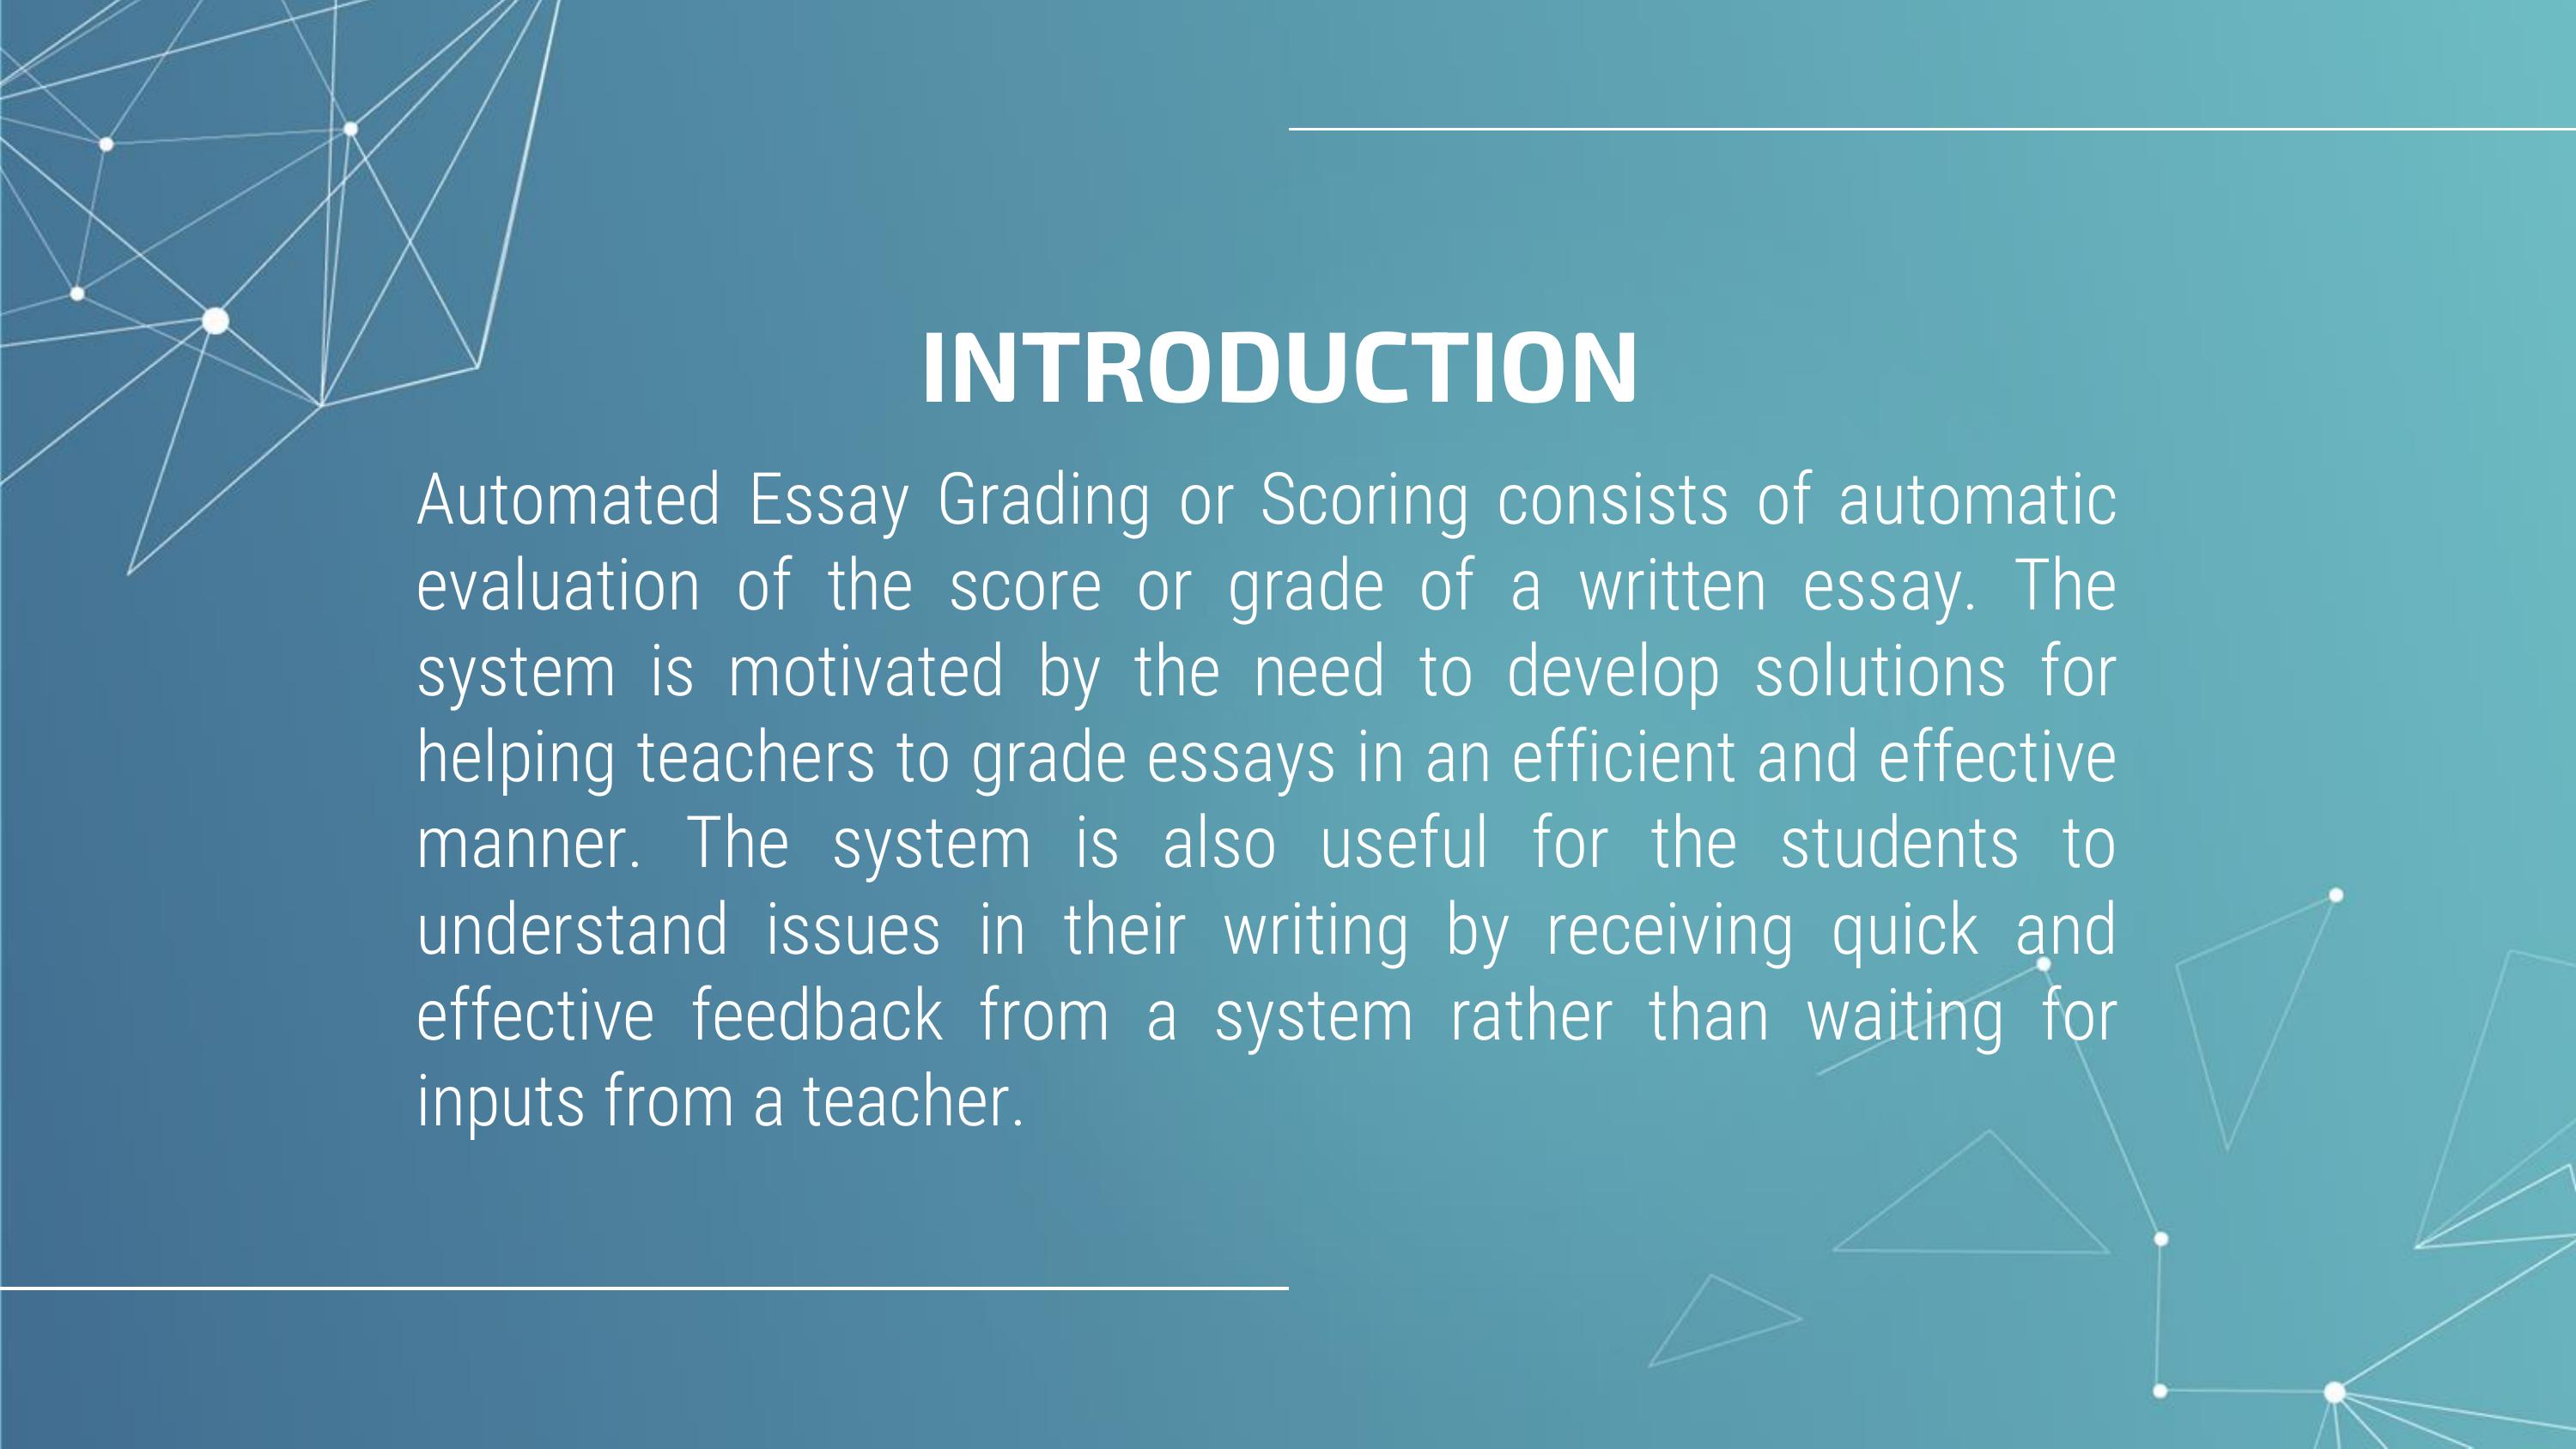 INTRODUCTION
Automated Essay Grading or Scoring consists of automatic
evaluation of the score or grade of a written essay. The
system is motivated by the need to develop solutions for
helping teachers to grade essays in an efficient and effective
manner. The system is also useful for the students to
understand issues in their writing by receiving quick and
effective feedback from a system rather than waiting for
inputs from a teacher.